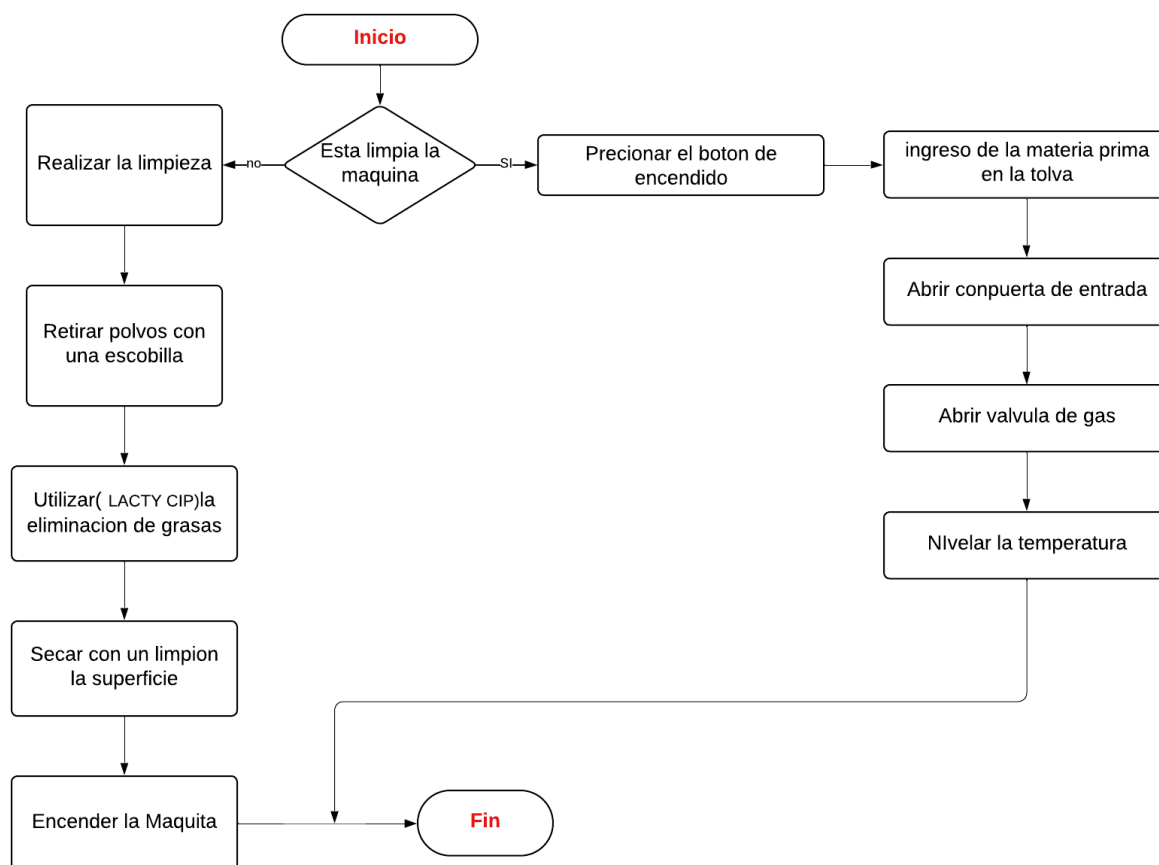 Inicio
Esta limpia la
maquina
no
SI
Realizar la limpieza
Precionar el boton de
encendido
ingreso de la materia prima
en la tolva
Abrir conpuerta de entrada
Retirar polvos con
una escobilla
Abrir valvula de gas
Utilizar( LACTY CIP)la
eliminacion de grasas
NIvelar la temperatura
Secar con un limpion
la superficie
Encender la Maquita
Fin